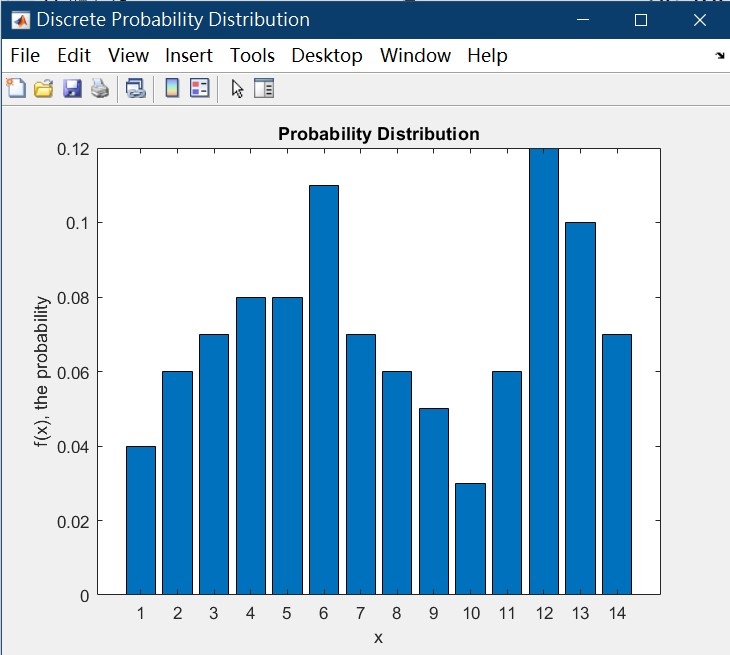 Discrete Probability Distribution
File Edit View Insert Tools Desktop Window Help
Probability Distribution
0.12
0.1
0.08
0.06
0.04
0.02
0
f(x), the probability
1 2 3 4 5 6 7 8 9 10 11 12 13 14
x